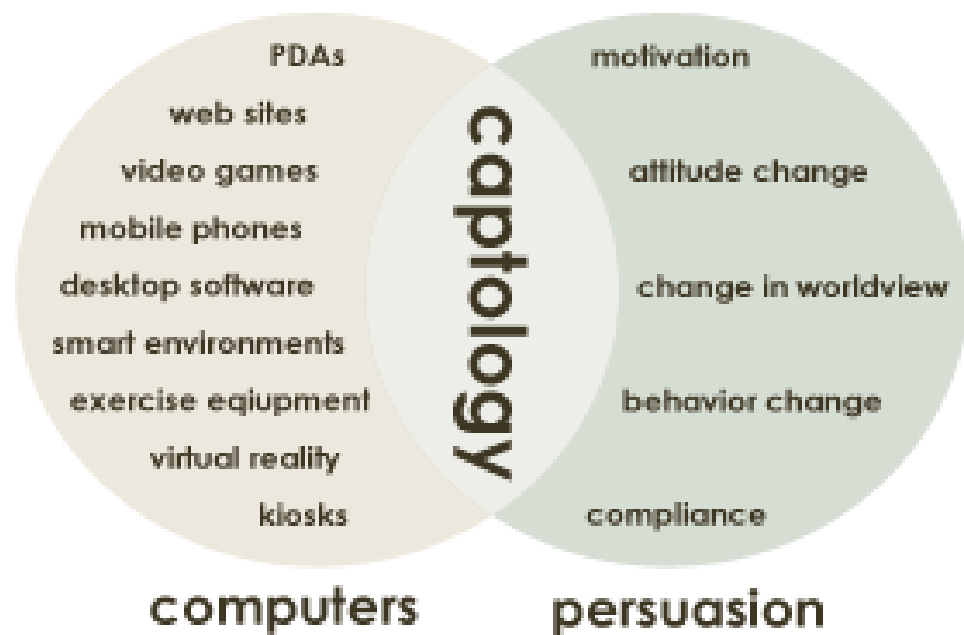 PDAs
web sites
video games
mobile phones
desktop software
smart environments
exercise eqiupment
virtual reality
kiosks
captology
motivation
attitude change
change in worldview
behavior change
compliance
computers
persuasion